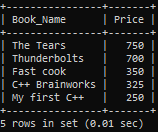 +----------------+-------+
| Book_Name      | Price |
+----------------+-------+
| The Tears      |   750 |
| Thunderbolts   |   700 |
| Fast cook      |   350 |
| C++ Brainworks |   325 |
| My first C++   |   250 |
+----------------+-------+
5 rows in set (0.01 sec)